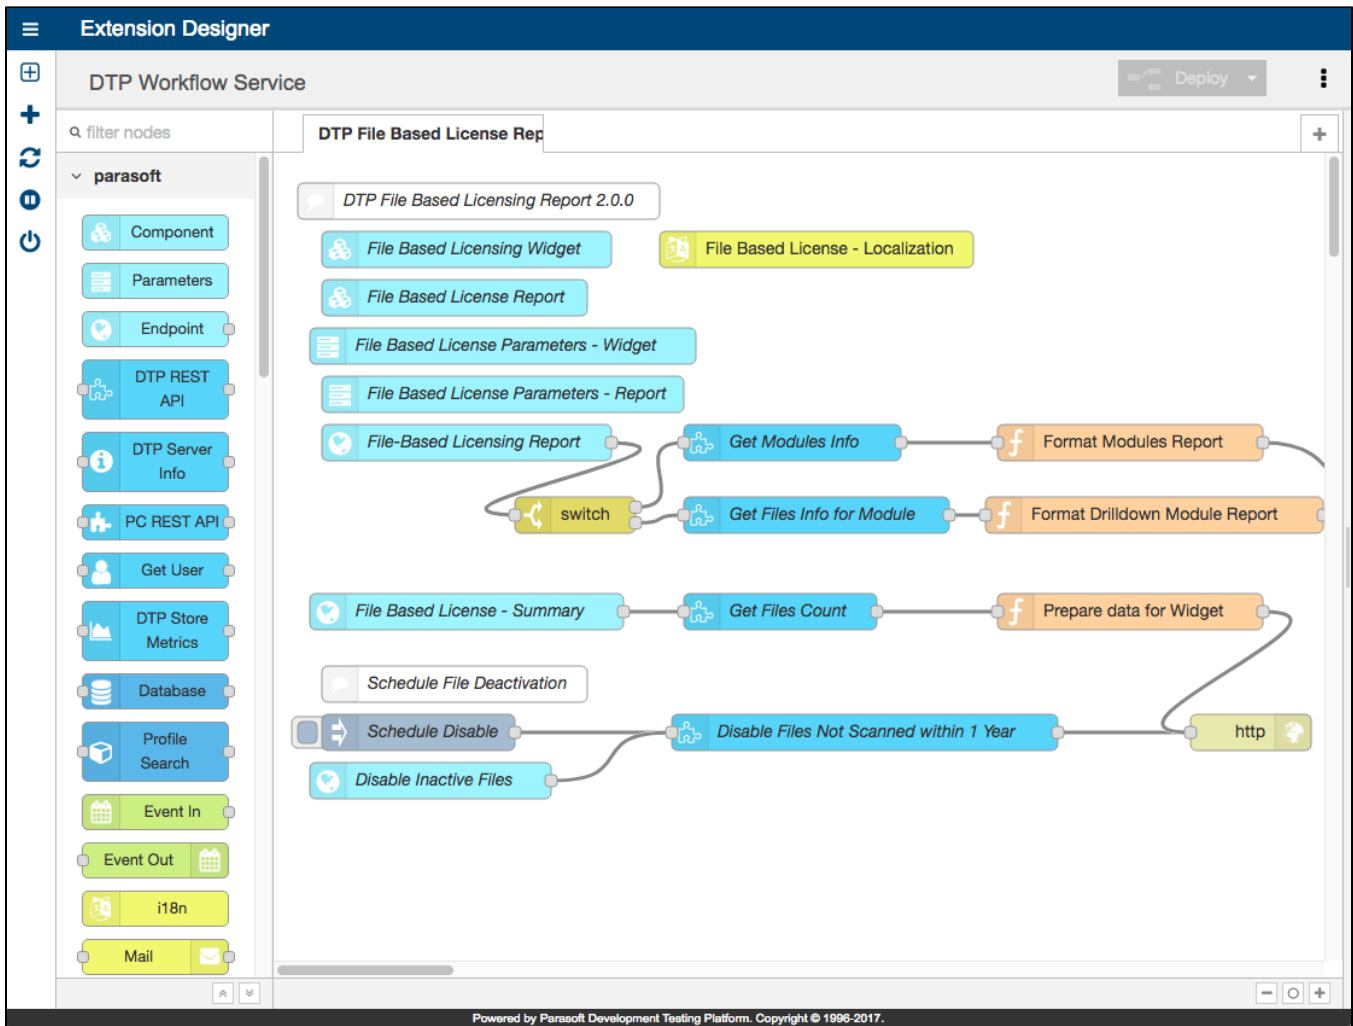 Extension Designer
DTP Workflow Service
Deploy
filter nodes
DTP File Based License Rep
parasoft
Component
Parameters
Endpoint
DTP REST
API
DTP Server
Info
PC REST API
Get User
DTP Store
Metrics
Database
Profile
Search
Event In
Event Out
i18n
Mail
DTP File Based Licensing Report 2.0.0
File Based Licensing Widget
File Based License - Localization
File Based License Report
File Based License Parameters - Widget
File Based License Parameters - Report
File-Based Licensing Report
Get Modules Info
Format Modules Report
switch
Get Files Info for Module
Format Drilldown Module Report
File Based License - Summary
Get Files Count
Prepare data for Widget
Schedule File Deactivation
Schedule Disable
Disable Files Not Scanned within 1 Year
http
Disable Inactive Files
Powered by Parasoft Development Testing Platform. Copyright © 1996-2017.